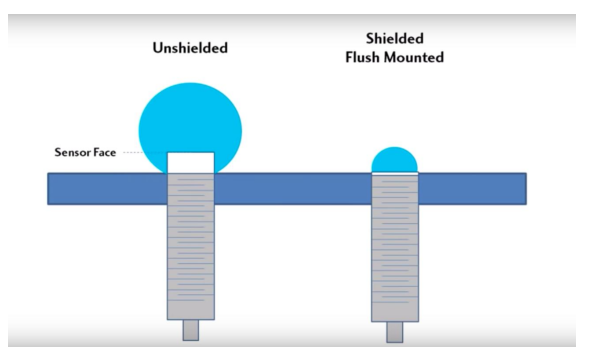 Unshielded
Shielded
Flush Mounted
Sensor Face